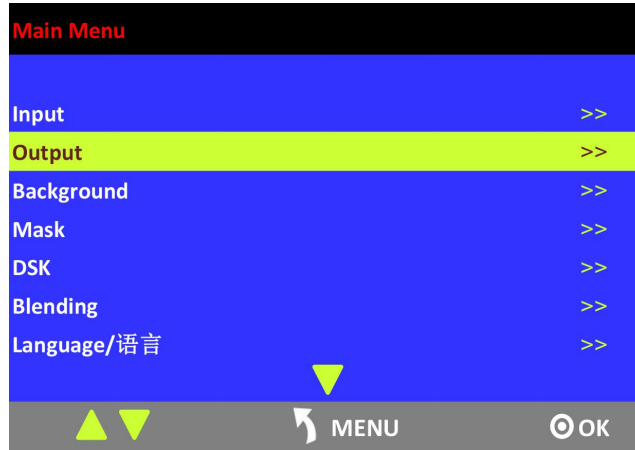 Main Menu
Input >>
Output >>
Background >>
Mask >>
DSK >>
Blending >>
Language/语言 >>
MENU OK